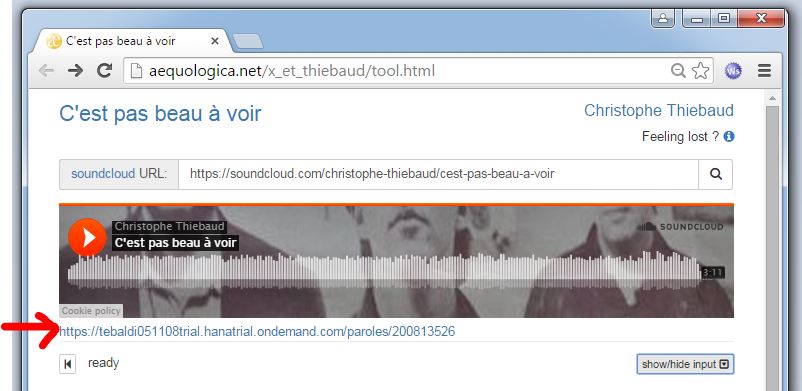 C'est pas beau à voir
aequologica.net/x_et_thiebaud/tool.html
C'est pas beau à voir
Christophe Thiebaud
Feeling lost ?
soundcloud URL:
https://soundcloud.com/christophe-thiebaud/cest-pas-beau-a-voir
Christophe Thiebaud
C'est pas beau à voir
SOUNDCLOUD
3:11
Cookie policy
https://tebaldi051108trial.hanatrial.ondemand.com/paroles/200813526
ready
show/hide input